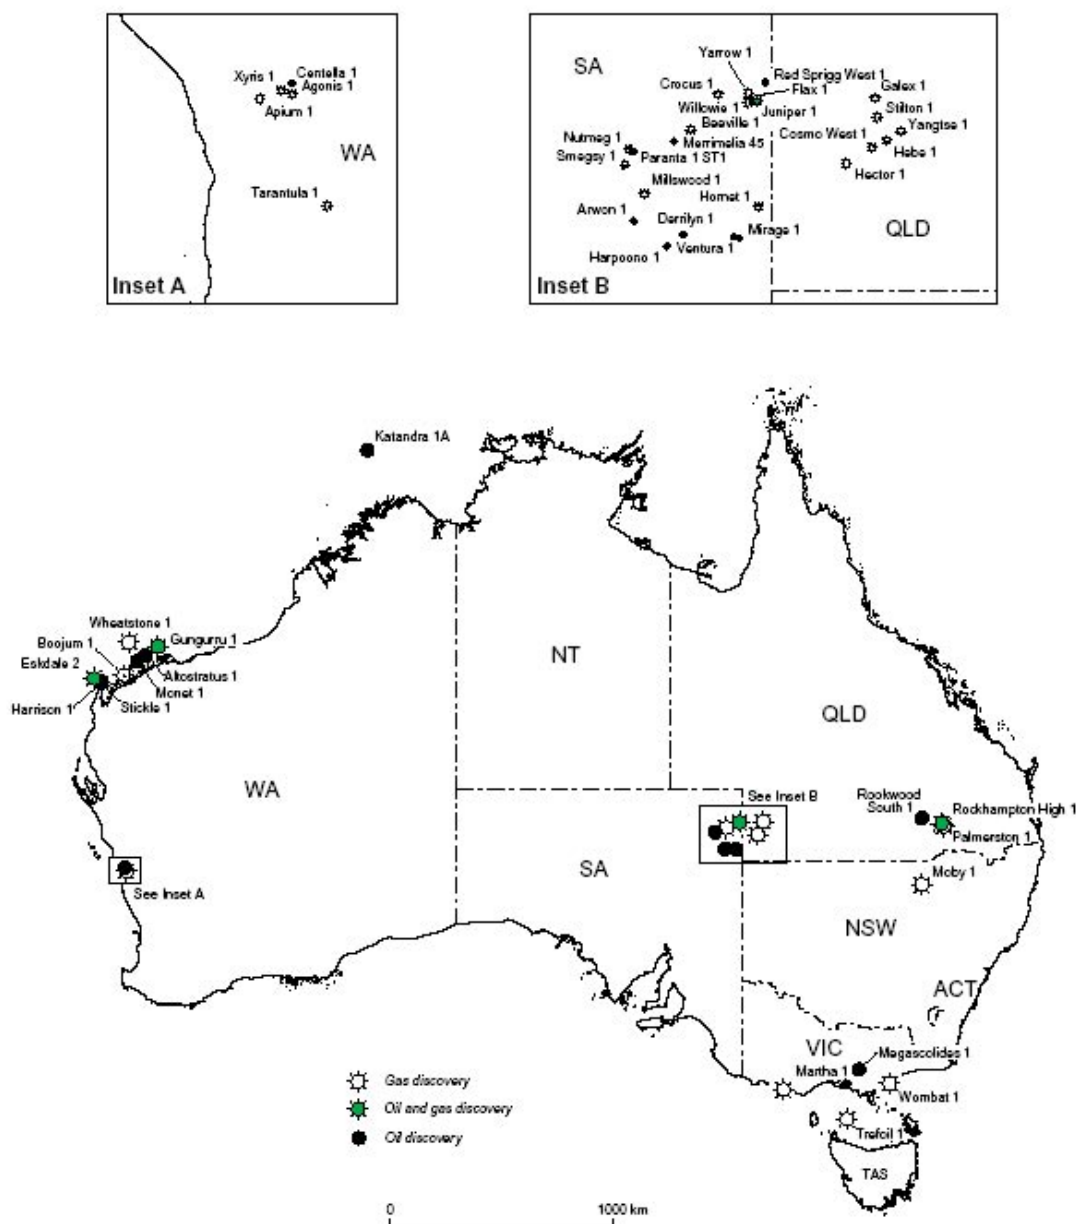 Xyris 1
Centella 1
Agonis 1
Apium 1
WA
Tarantula 1
Inset A
Yarrow 1
SA
Red Sprigg West 1
Crocus 1
Flax 1
Galex 1
Willowie 1
Juniper 1
Stilton 1
Beeville 1
Yangtse 1
Nutmeg 1
Merrimelia 45
Cosmo West 1
Hebe 1
Smegsy 1
Paranta 1 ST1
Hector 1
Millswood 1
Hornet 1
Arwon 1
Derrilyn 1
Mirage 1
QLD
Harpoono 1
Ventura 1
Inset B
Katandra 1A
Wheatstone 1
Boojum 1
Gungurru 1
Eskdale 2
Altostratus 1
Monet 1
Harrison 1
Stickle 1
NT
QLD
WA
See Inset B
Rookwood
South 1
Rockhampton High 1
Palmerston 1
See Inset A
SA
Moby 1
NSW
ACT
VIC
Megascolides 1
Martha 1
Wombat 1
Trefoil 1
TAS
Gas discovery
Oil and gas discovery
Oil discovery
0
1000 km